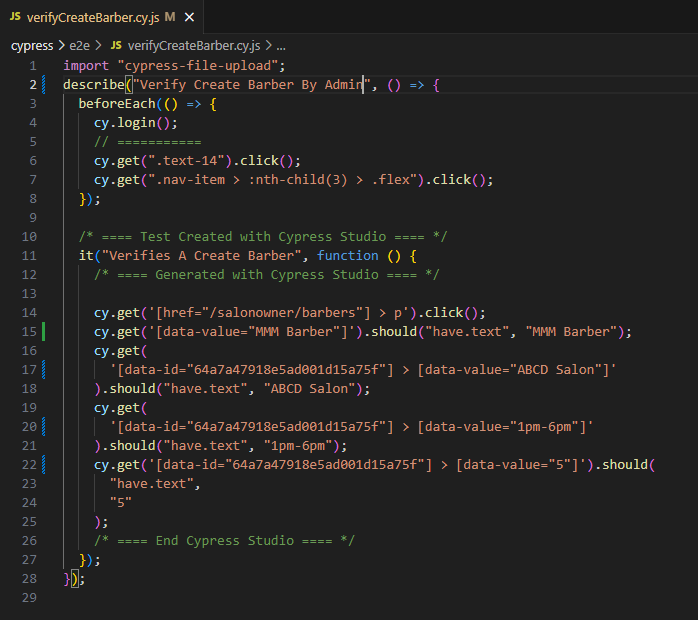 JS verifyCreateBarber.cy.js M ×
cypress > e2e > JS verifyCreateBarber.cy.js > ...
1 import "cypress-file-upload";
2 describe("Verify Create Barber By Admin", () => {
3 beforeEach(() => {
4 cy.login();
5 // ===========
6 cy.get(".text-14").click();
7 cy.get(".nav-item > :nth-child(3) > .flex").click();
8 });
9
10 /* ==== Test Created with Cypress Studio ==== */
11 it("Verifies A Create Barber", function () {
12 /* ==== Generated with Cypress Studio ==== */
13
14 cy.get('[href="/salonowner/barbers"] > p').click();
15 cy.get('[data-value="MMM Barber"]').should("have.text", "MMM Barber");
16 cy.get(
17 '[data-id="64a7a47918e5ad001d15a75f"] > [data-value="ABCD Salon"]'
18 ).should("have.text", "ABCD Salon");
19 cy.get(
20 '[data-id="64a7a47918e5ad001d15a75f"] > [data-value="1pm-6pm"]'
21 ).should("have.text", "1pm-6pm");
22 cy.get('[data-id="64a7a47918e5ad001d15a75f"] > [data-value="5"]').should(
23 "have.text",
24 "5"
25 );
26 /* ==== End Cypress Studio ==== */
27 });
28 });
29